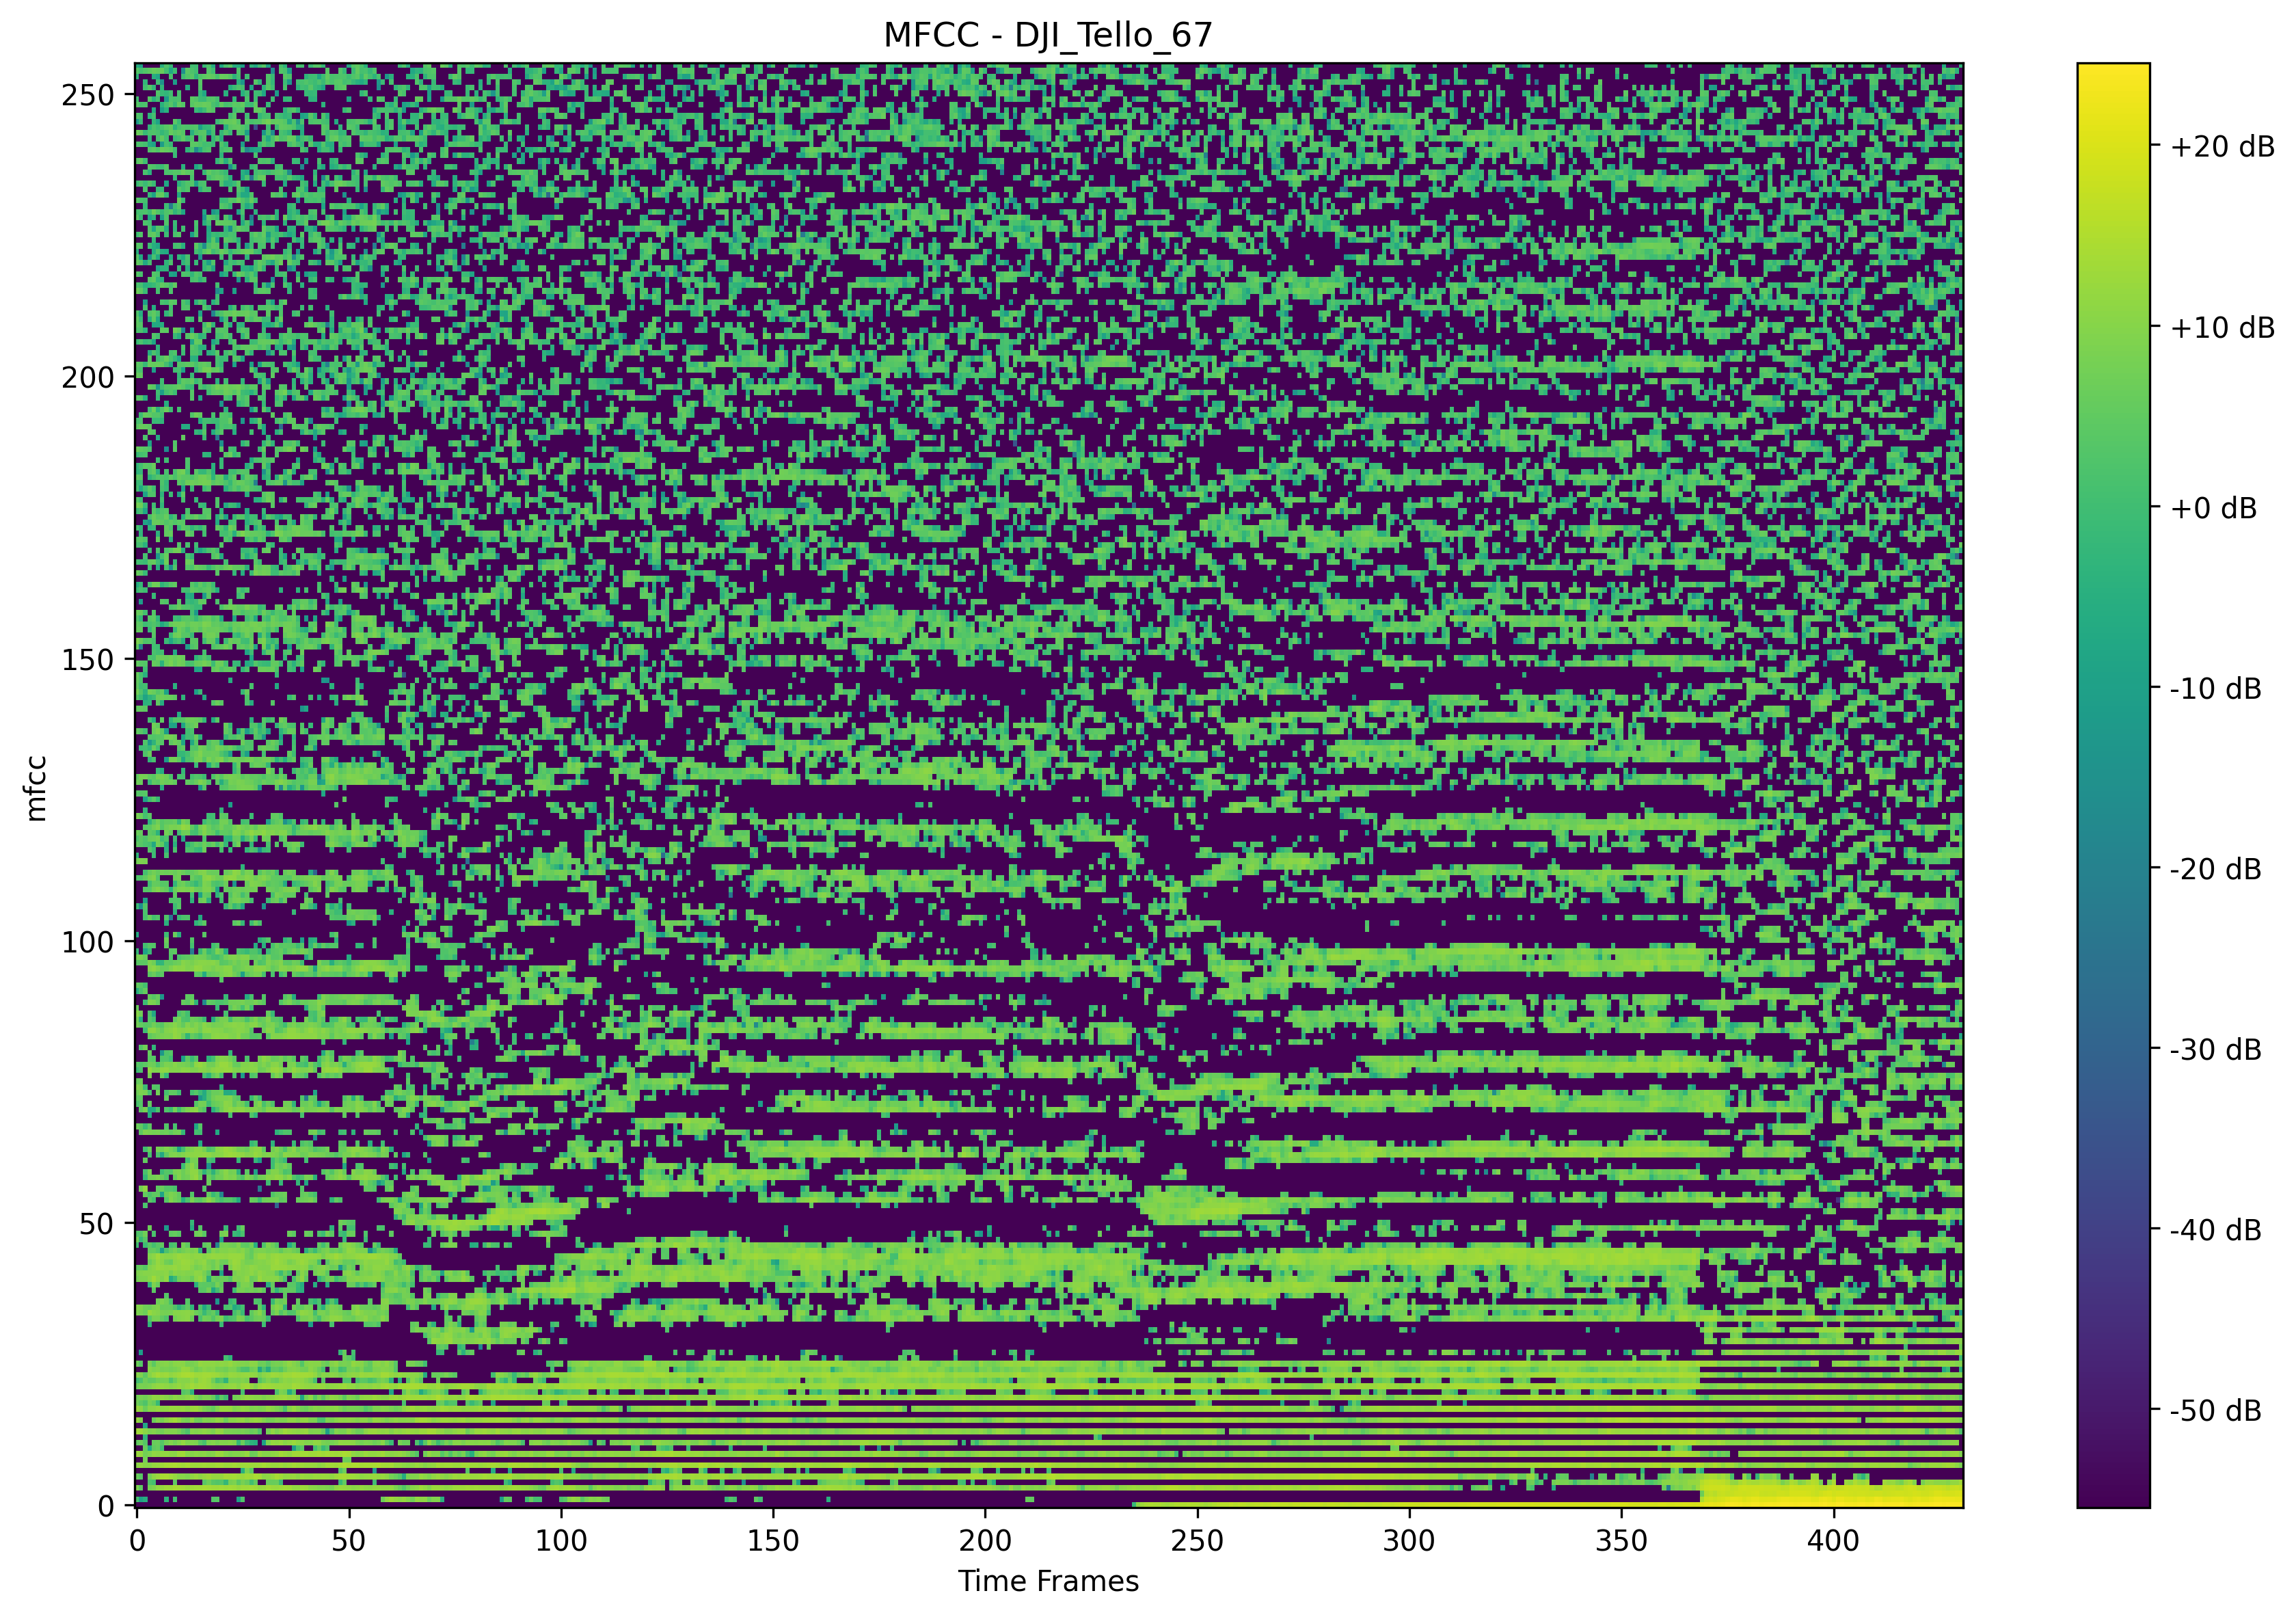 MFCC - DJI_Tello_67
250
200
150
100
50
0
mfcc
0 50 100 150 200 250 300 350 400
Time Frames
+20 dB
+10 dB
+0 dB
-10 dB
-20 dB
-30 dB
-40 dB
-50 dB